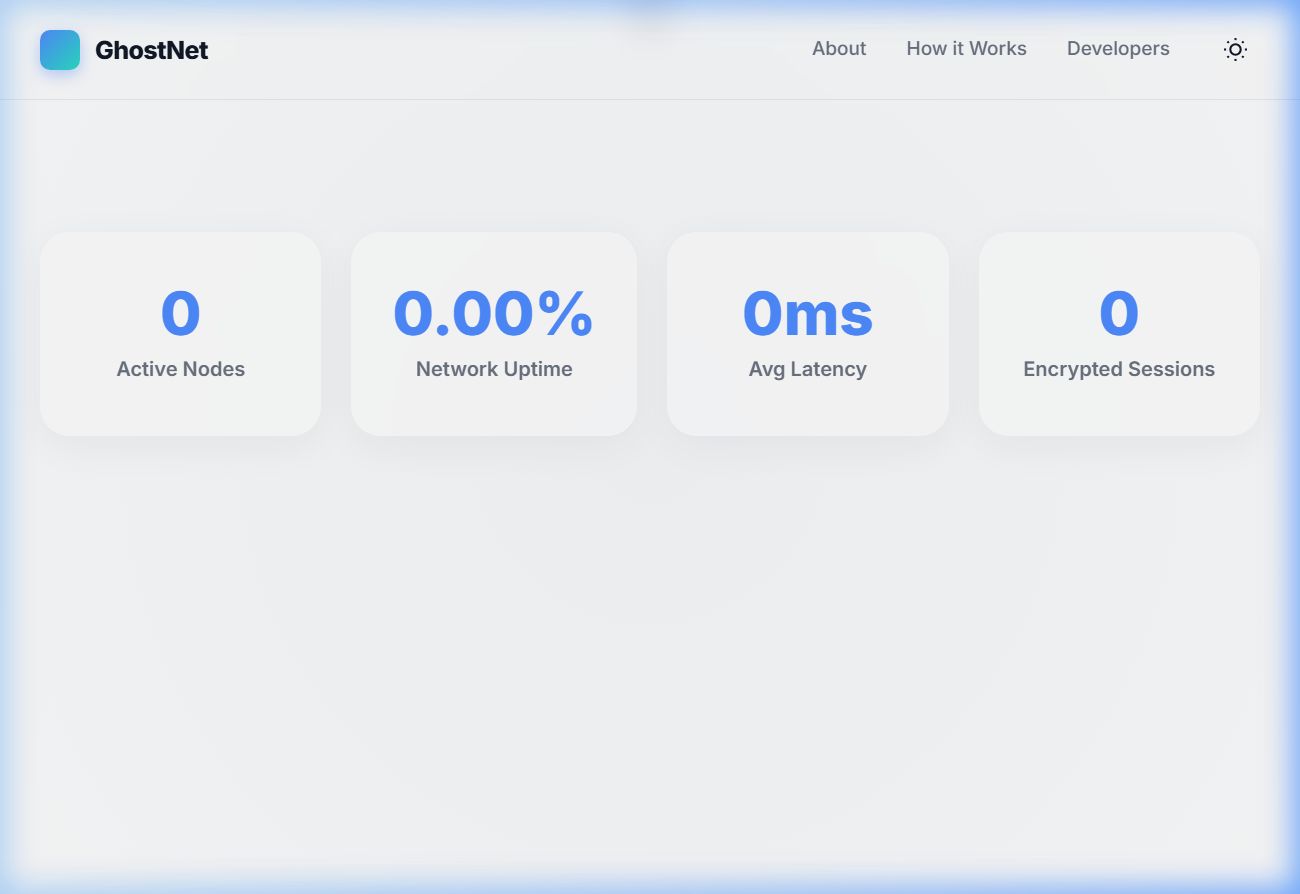 GhostNet
About
How it Works
Developers
0
Active Nodes
0.00%
Network Uptime
0ms
Avg Latency
0
Encrypted Sessions